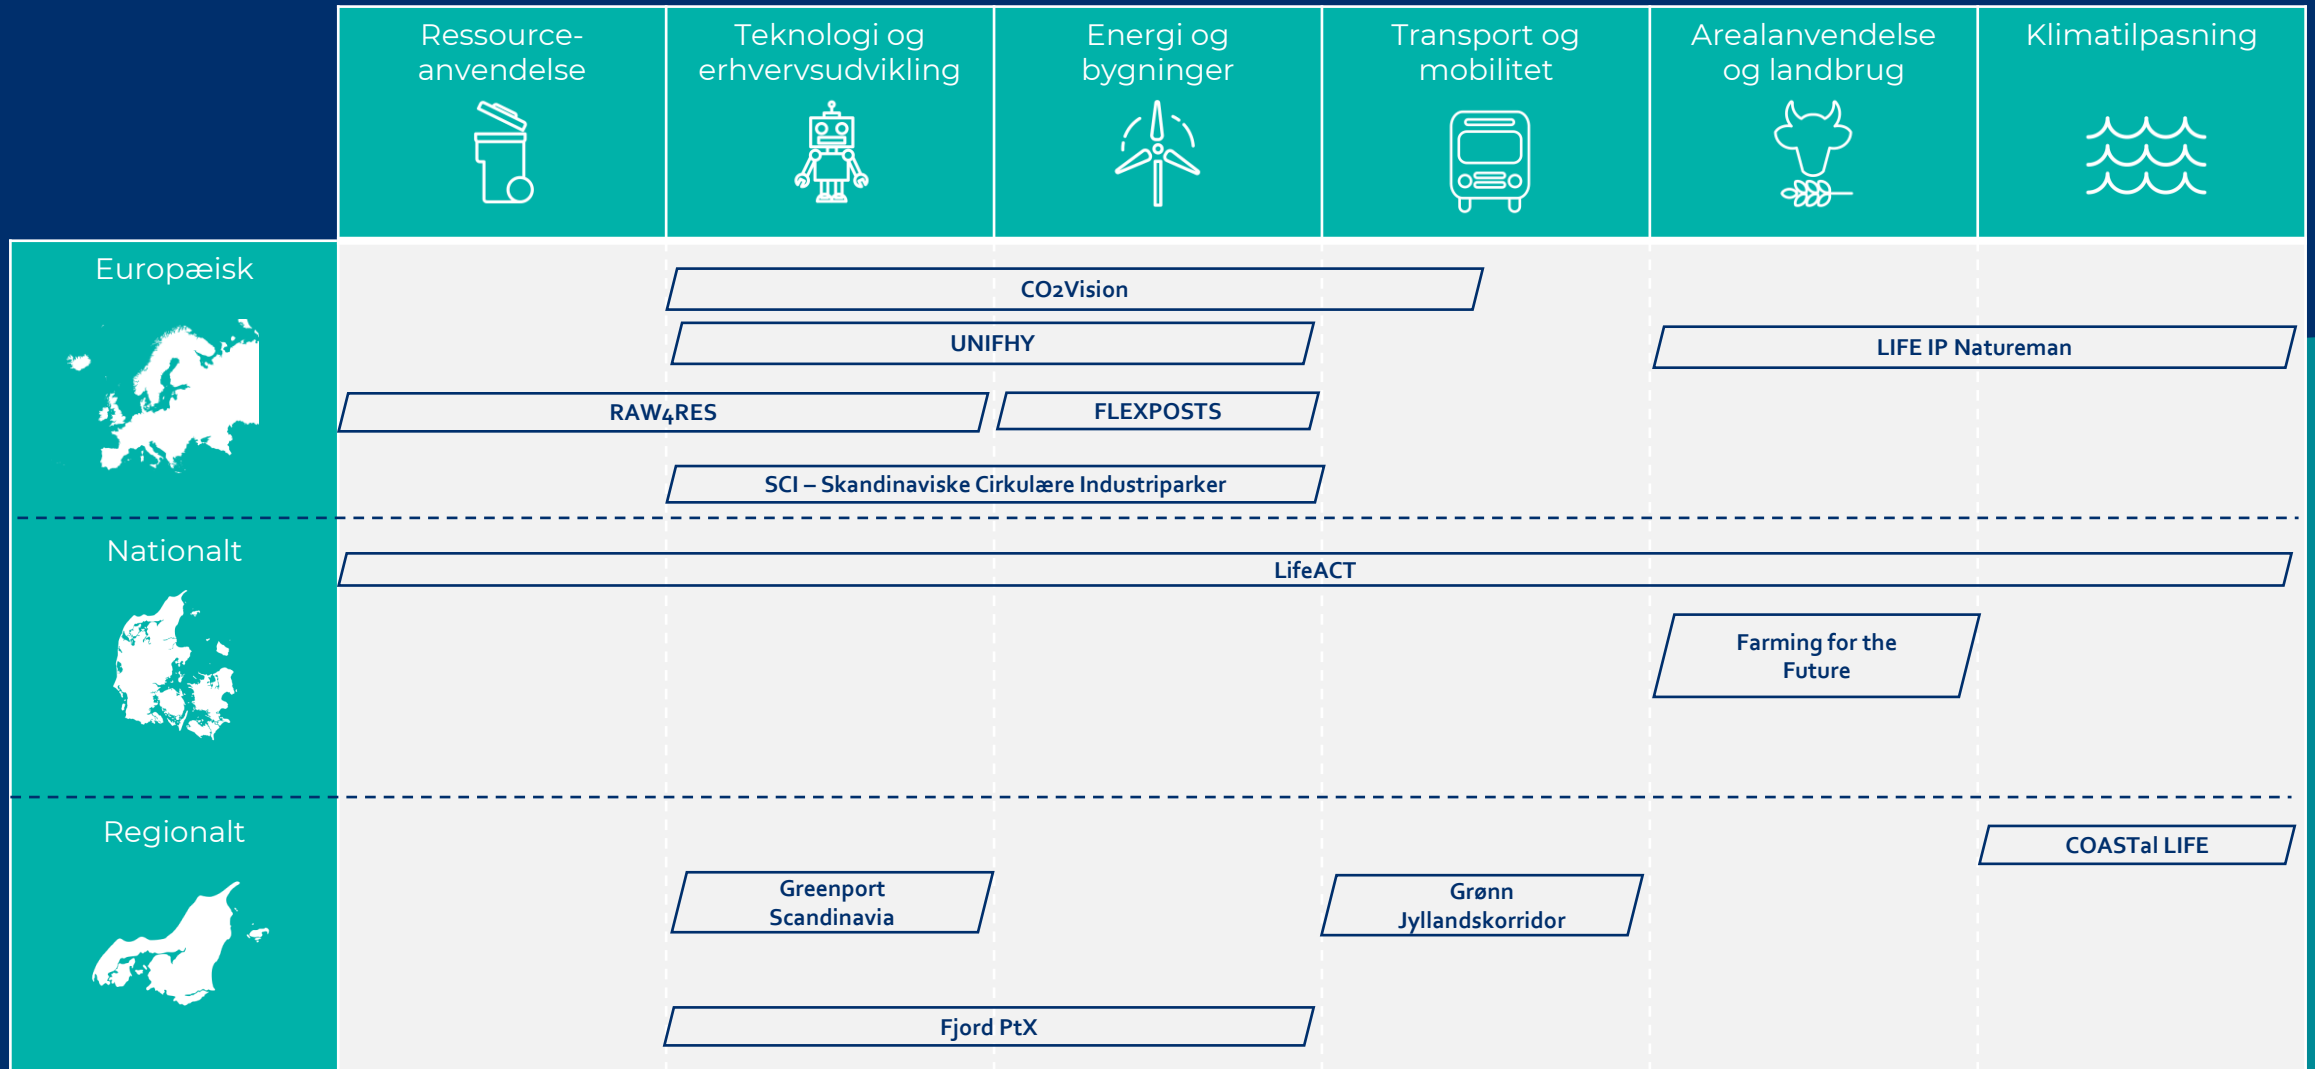 Ressource-
anvendelse
Teknologi og
erhvervsudvikling
Energi og
bygninger
Transport og
mobilitet
Arealanvendelse
og landbrug
Klimatilpasning
Europæisk
CO2Vision
UNIFHY
LIFE IP Natureman
RAW4RES
FLEXPOSTS
SCI – Skandinaviske Cirkulære Industriparker
Nationalt
LifeACT
Farming for the
Future
Regionalt
COASTal LIFE
Greenport
Scandinavia
Grønn
Jyllandskorridor
Fjord PtX